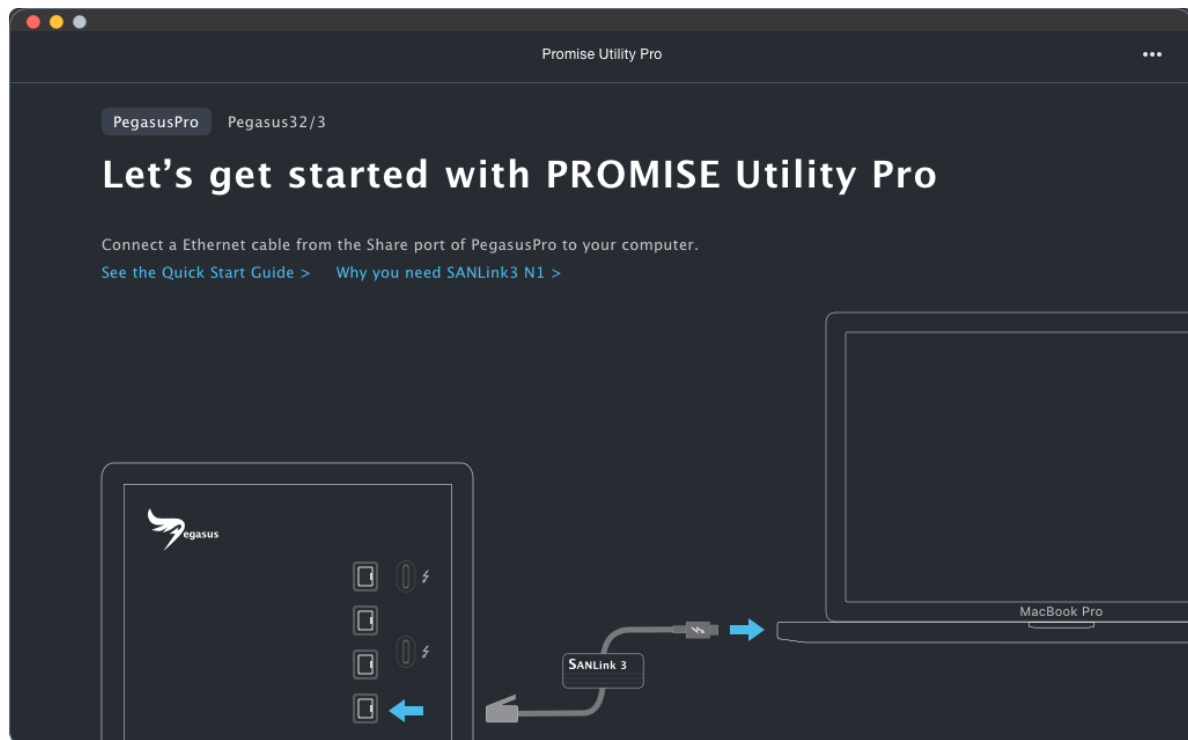 Promise Utility Pro
PegasusPro Pegasus32/3
Let's get started with PROMISE Utility Pro
Connect a Ethernet cable from the Share port of PegasusPro to your computer.
See the Quick Start Guide > Why you need SANLink3 N1 >
Pegasus
MacBook Pro
SANLink 3